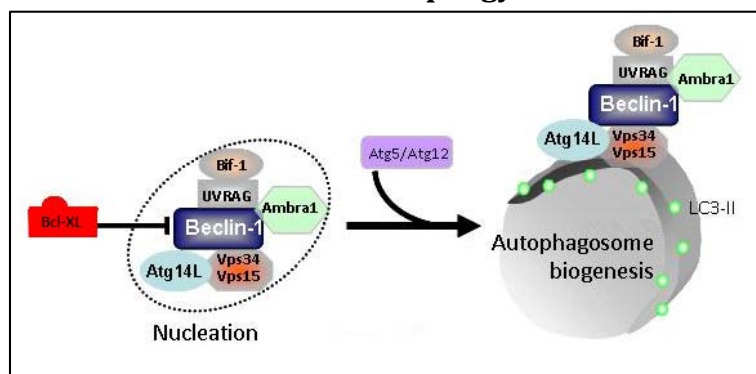 Bif-1
UVRAG
Ambra1
Beclin-1
Atg14L
Vps34
Vps15
Bcl-XL
Nucleation
Atg5/Atg12
Bif-1
UVRAG
Ambra1
Beclin-1
Atg14L
Vps34
Vps15
LC3-II
Autophagosome
biogenesis